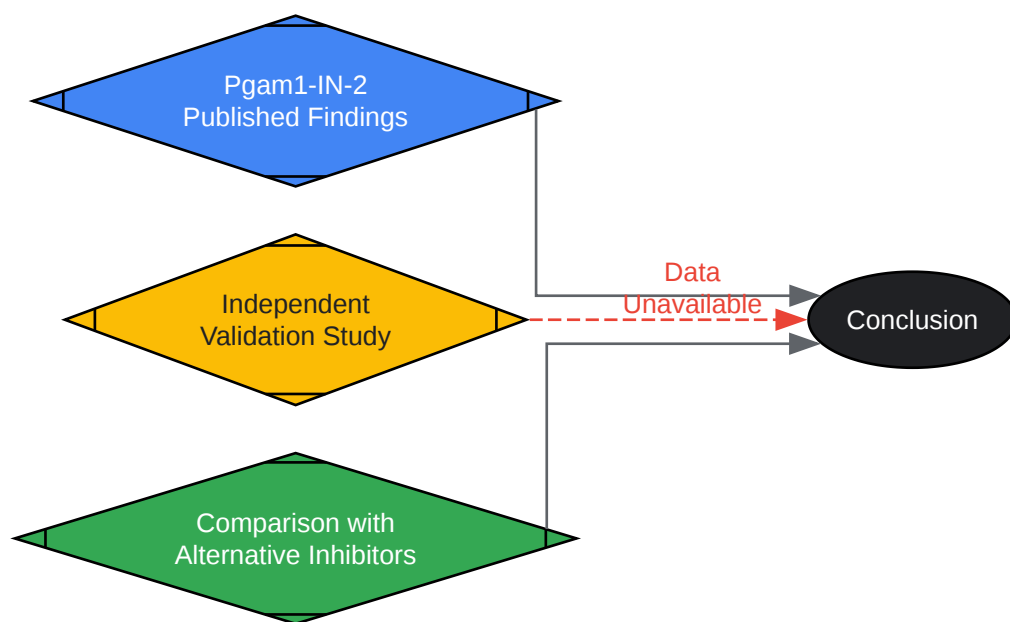 Pgam1-IN-2
Published Findings
Independent
Validation Study
Data
Unavailable
Conclusion
Comparison with
Alternative Inhibitors